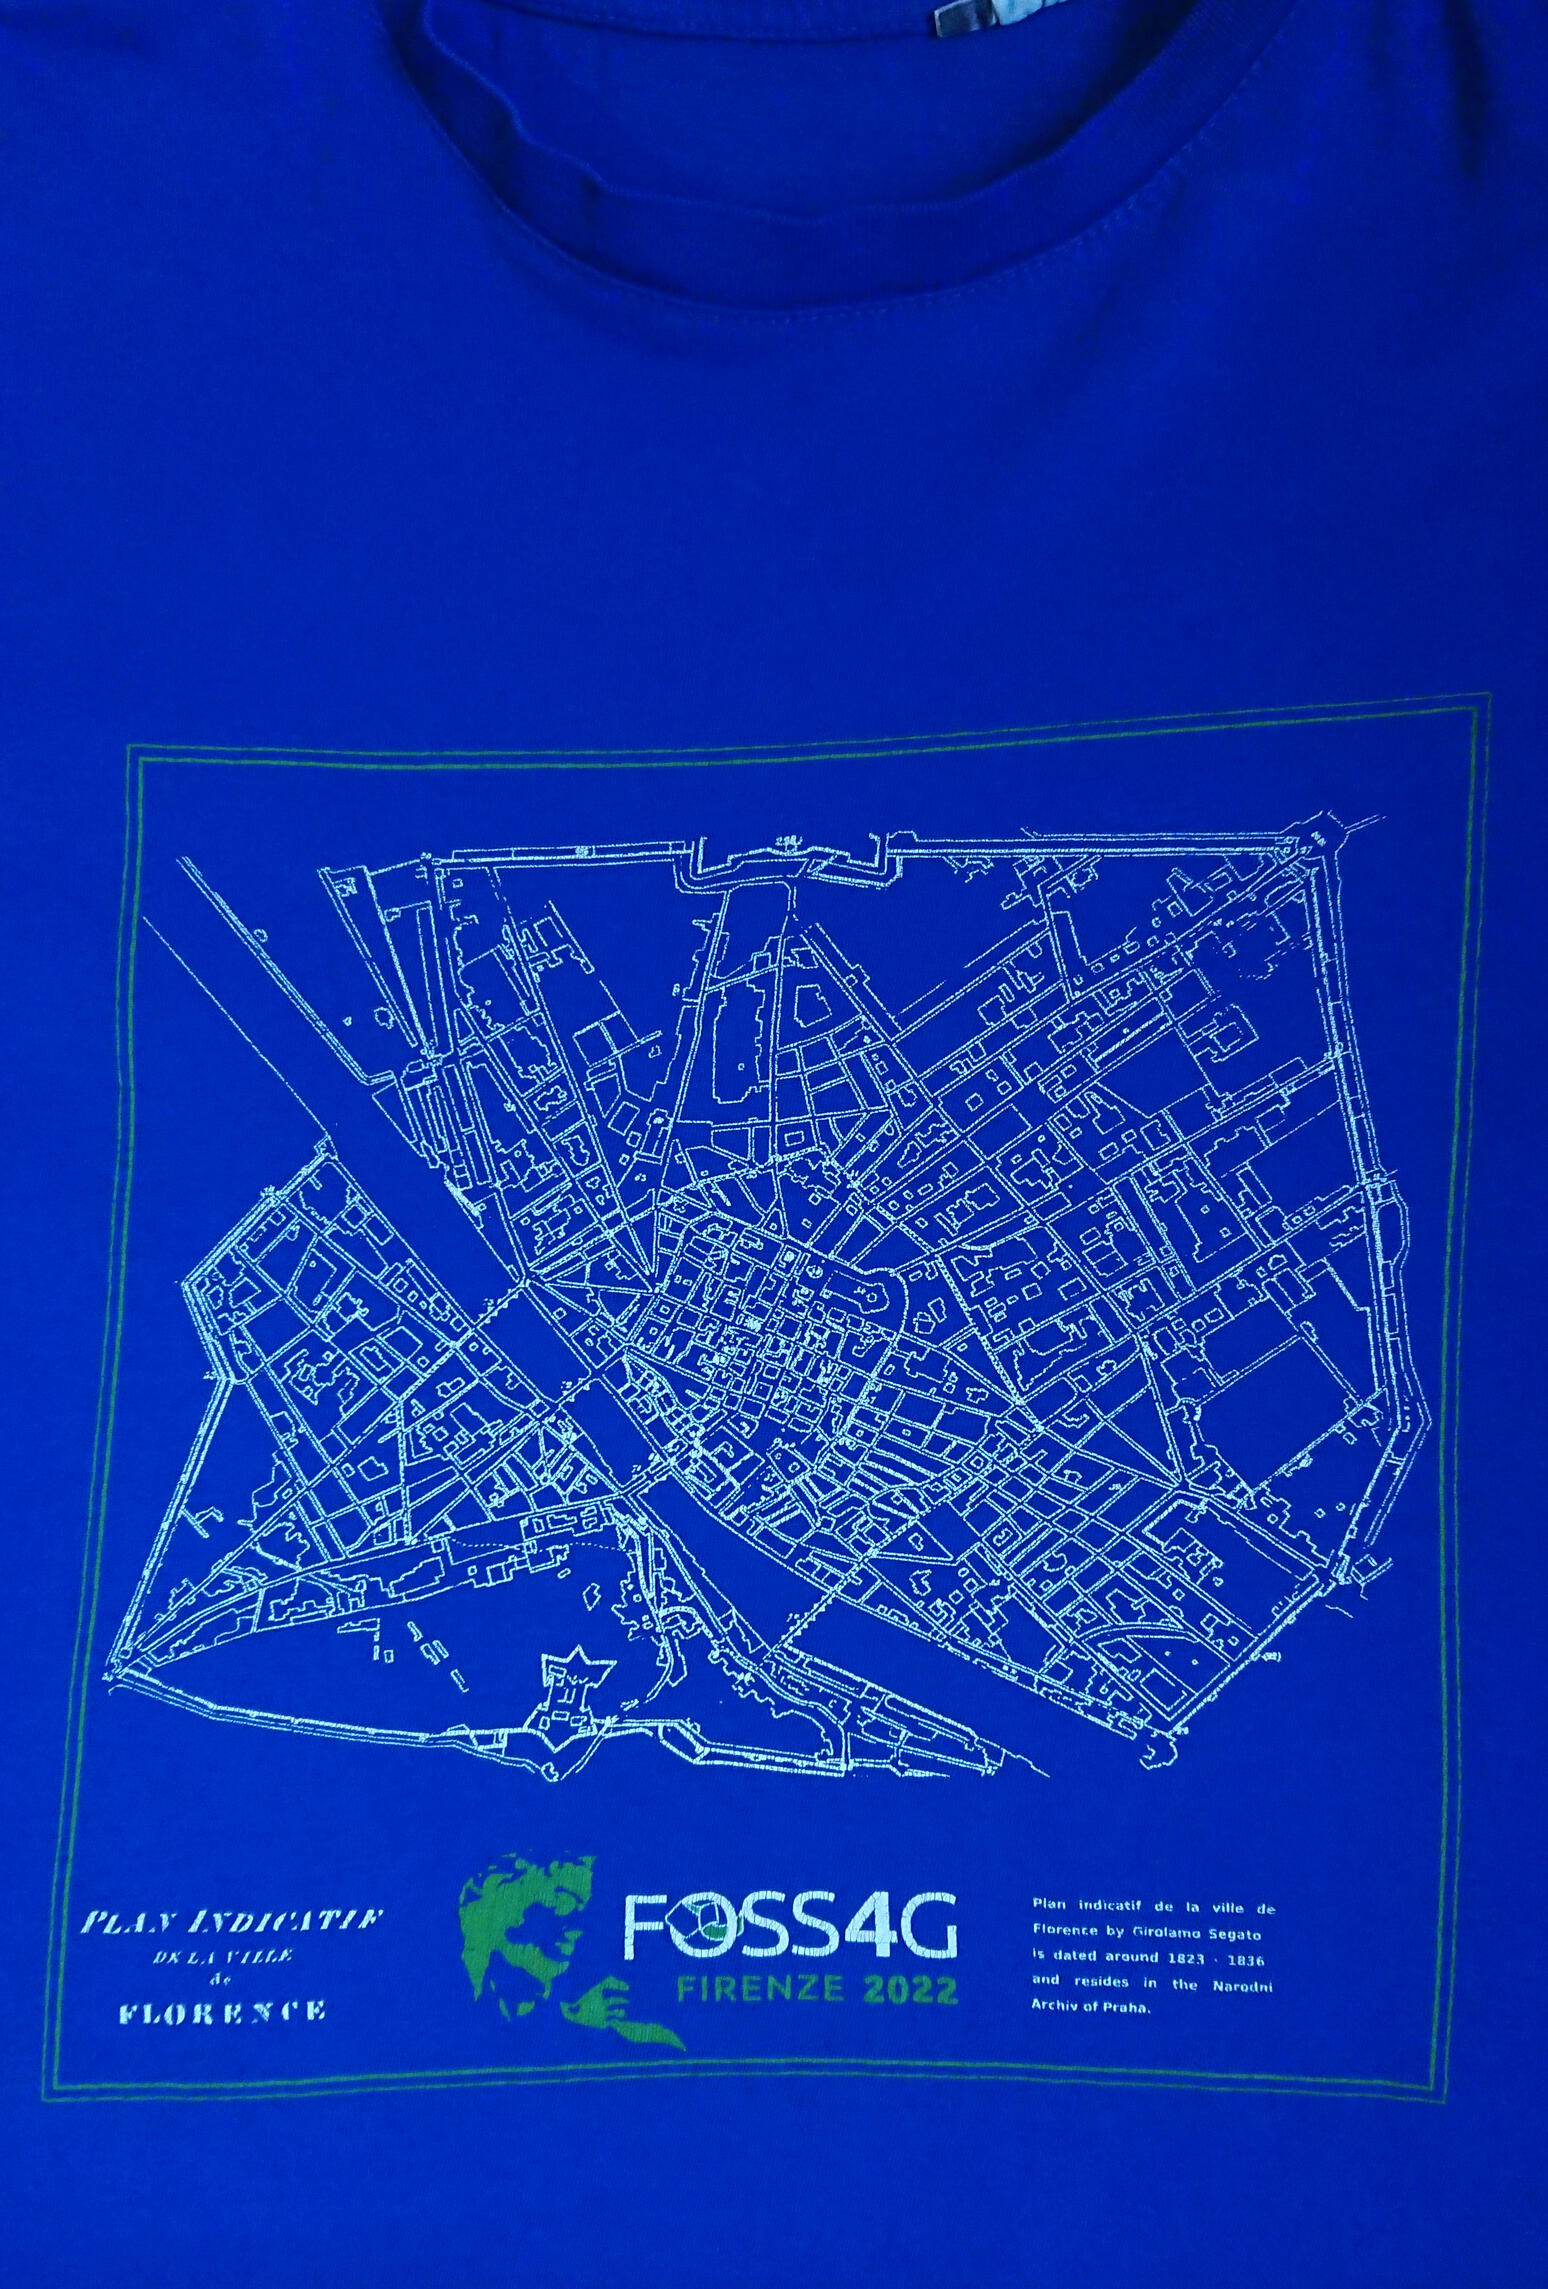 PLAN INDICATIF
DE LA VILLE
de
FLORENCE
FOSS4G
FIRENZE 2022
Plan indicatif de la ville de
Florence by Girolamo Segato
is dated around 1823 - 1836
and resides in the Narodni
Archiv of Praha.